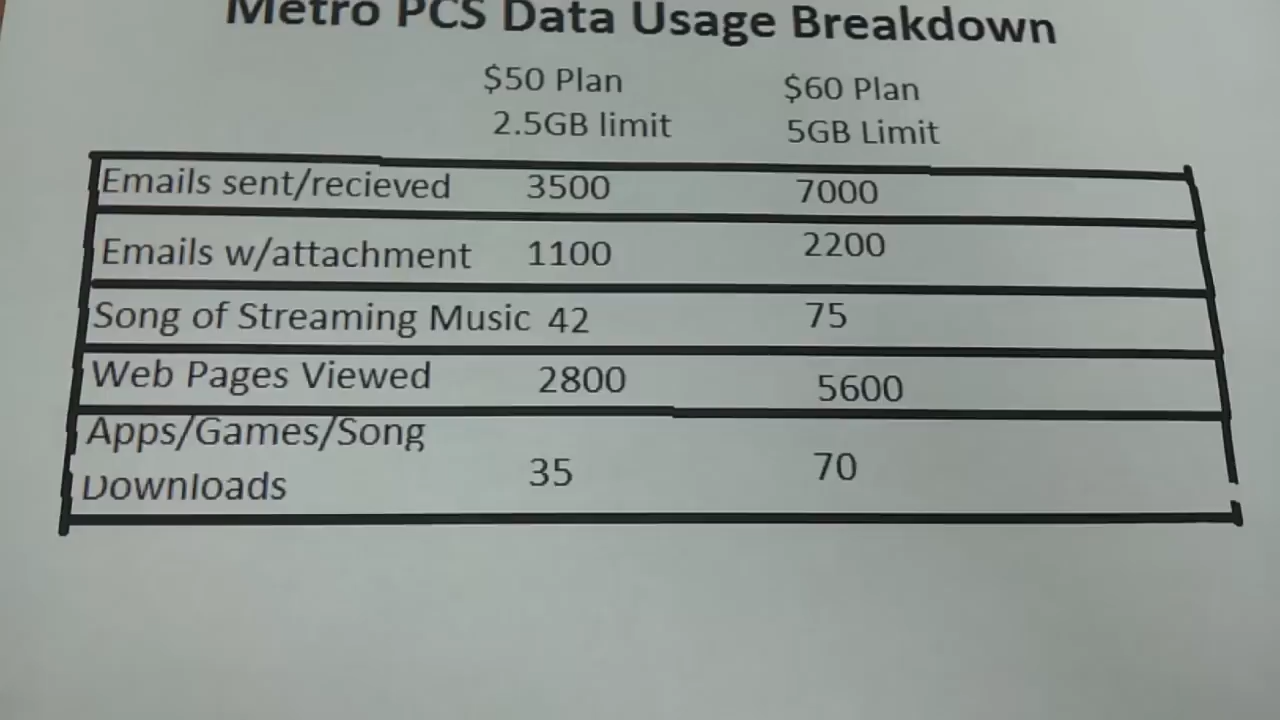 Metro PCS Data Usage Breakdown
$50 Plan $60 Plan
2.5GB limit 5GB Limit
Emails sent/recieved 3500 7000
Emails w/attachment 1100 2200
Song of Streaming Music 42 75
Web Pages Viewed 2800 5600
Apps/Games/Song
Downloads 35 70